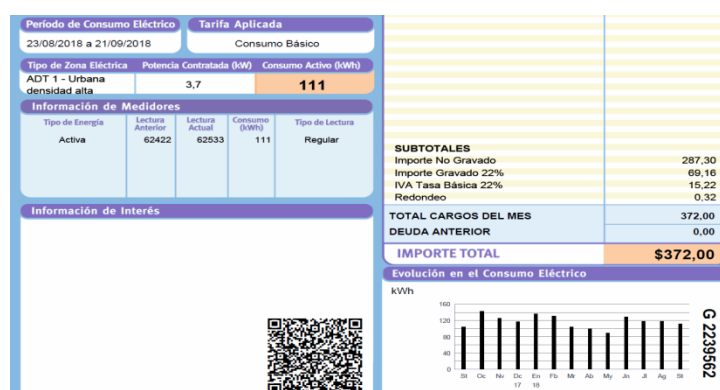 Período de Consumo Eléctrico
Tarifa Aplicada
23/08/2018 a 21/09/2018
Consumo Básico
Tipo de Zona Eléctrica
Potencia Contratada (kW)
Consumo Activo (kWh)
ADT 1 - Urbana
densidad alta
3,7
111
Información de Medidores
Tipo de Energía
Lectura Anterior
Lectura Actual
Consumo (kWh)
Tipo de Lectura
Activa
62422
62533
111
Regular
Información de Interés
SUBTOTALES
Importe No Gravado 287,30
Importe Gravado 22% 69,16
IVA Tasa Básica 22% 15,22
Redondeo 0,32
TOTAL CARGOS DEL MES 372,00
DEUDA ANTERIOR 0,00
IMPORTE TOTAL $372,00
Evolución en el Consumo Eléctrico
kWh
160
120
80
40
0
St Oc Nv Dc En Fb Mr Ab My Jn Jl Ag St
17 18
G 2239562